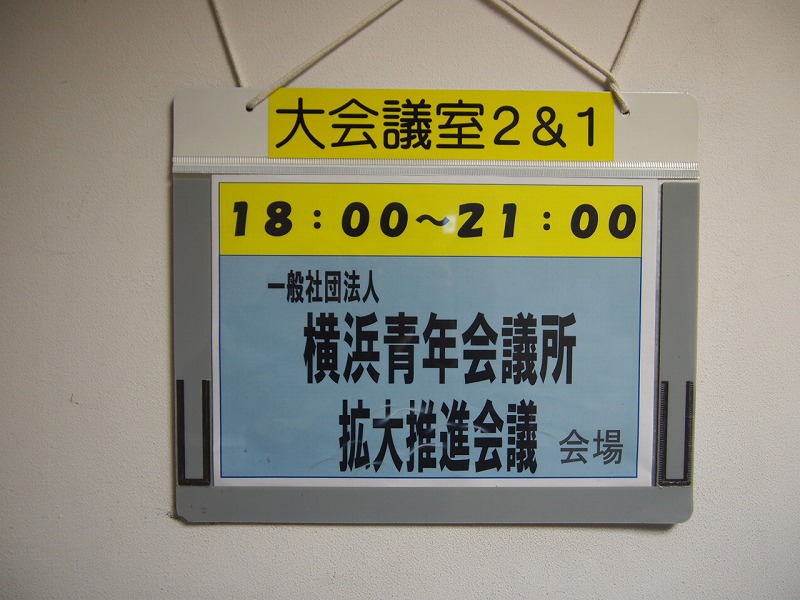 大会議室2&1
18:00～21:00
一般社団法人
横浜青年会議所
拡大推進会議 会場